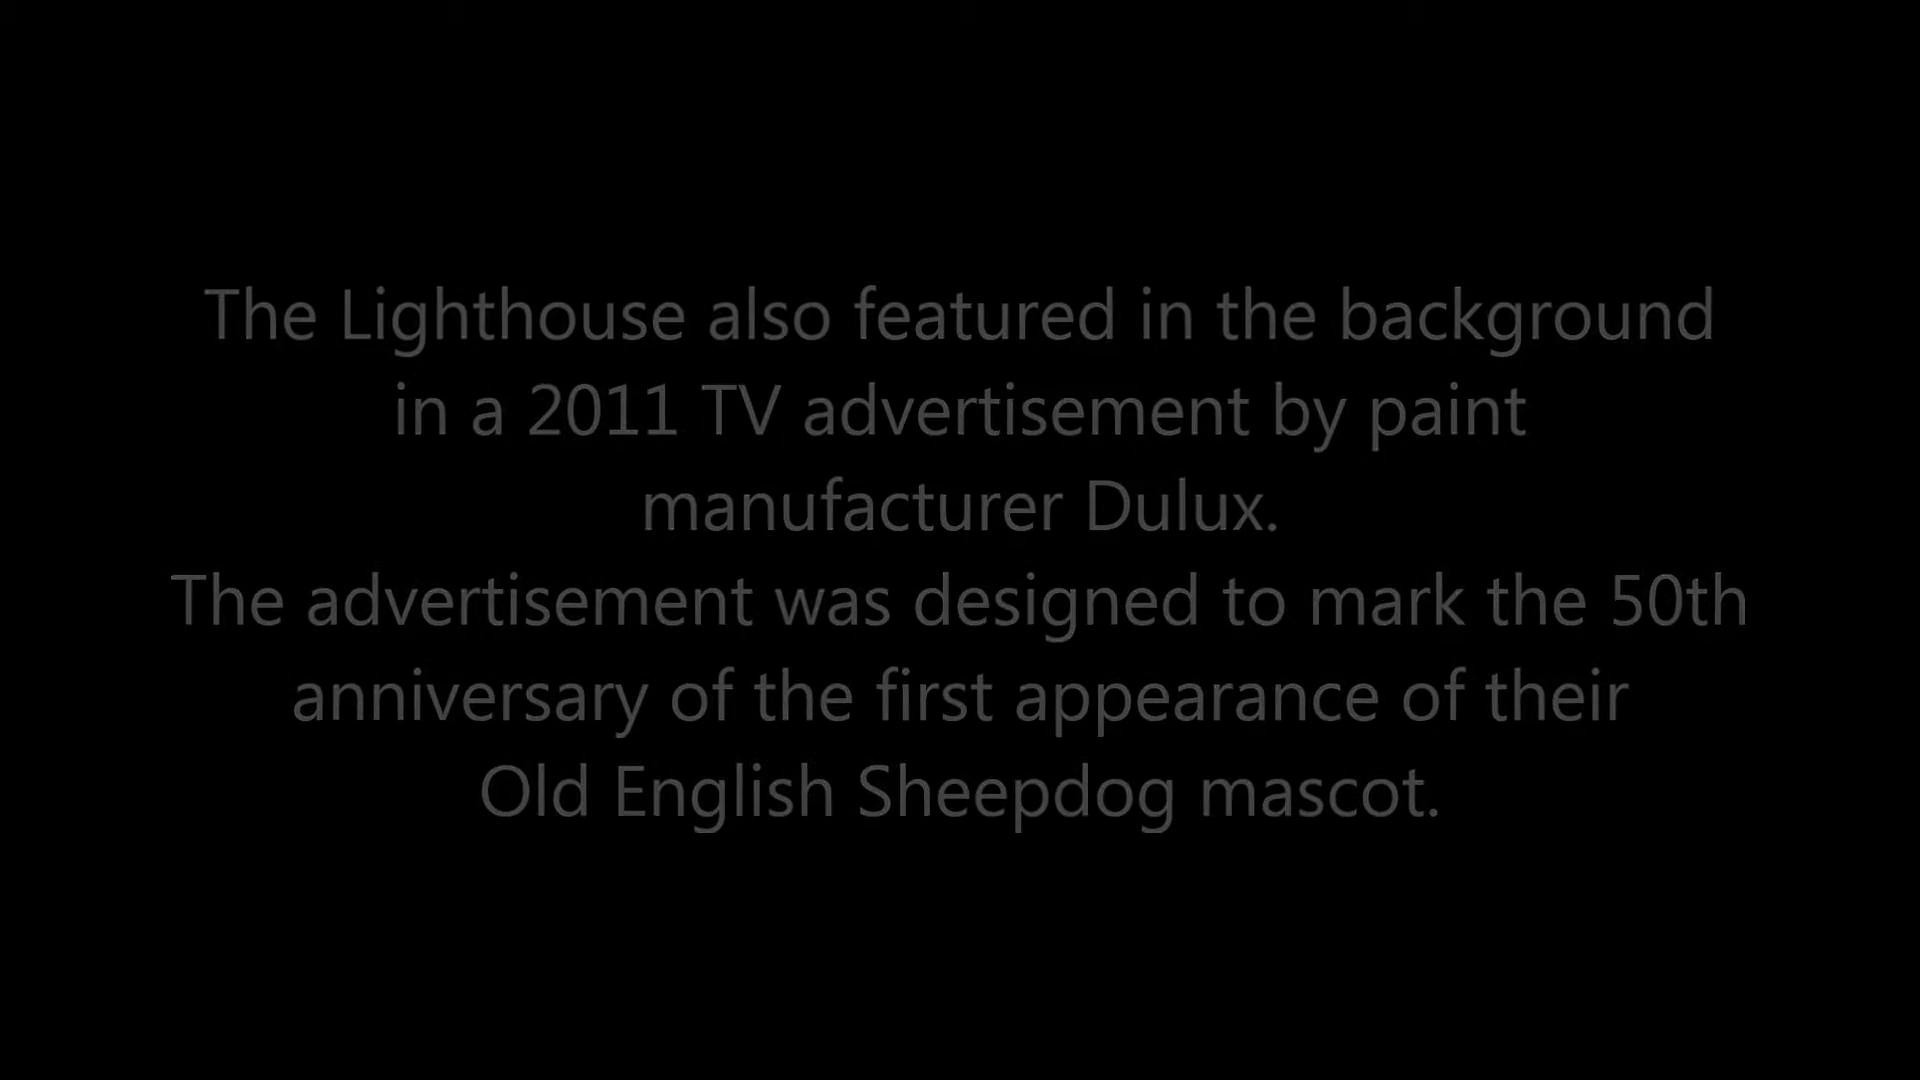 The Lighthouse also featured in the background
in a 2011 TV advertisement by paint
manufacturer Dulux.
The advertisement was designed to mark the 50th
anniversary of the first appearance of their
Old English Sheepdog mascot.